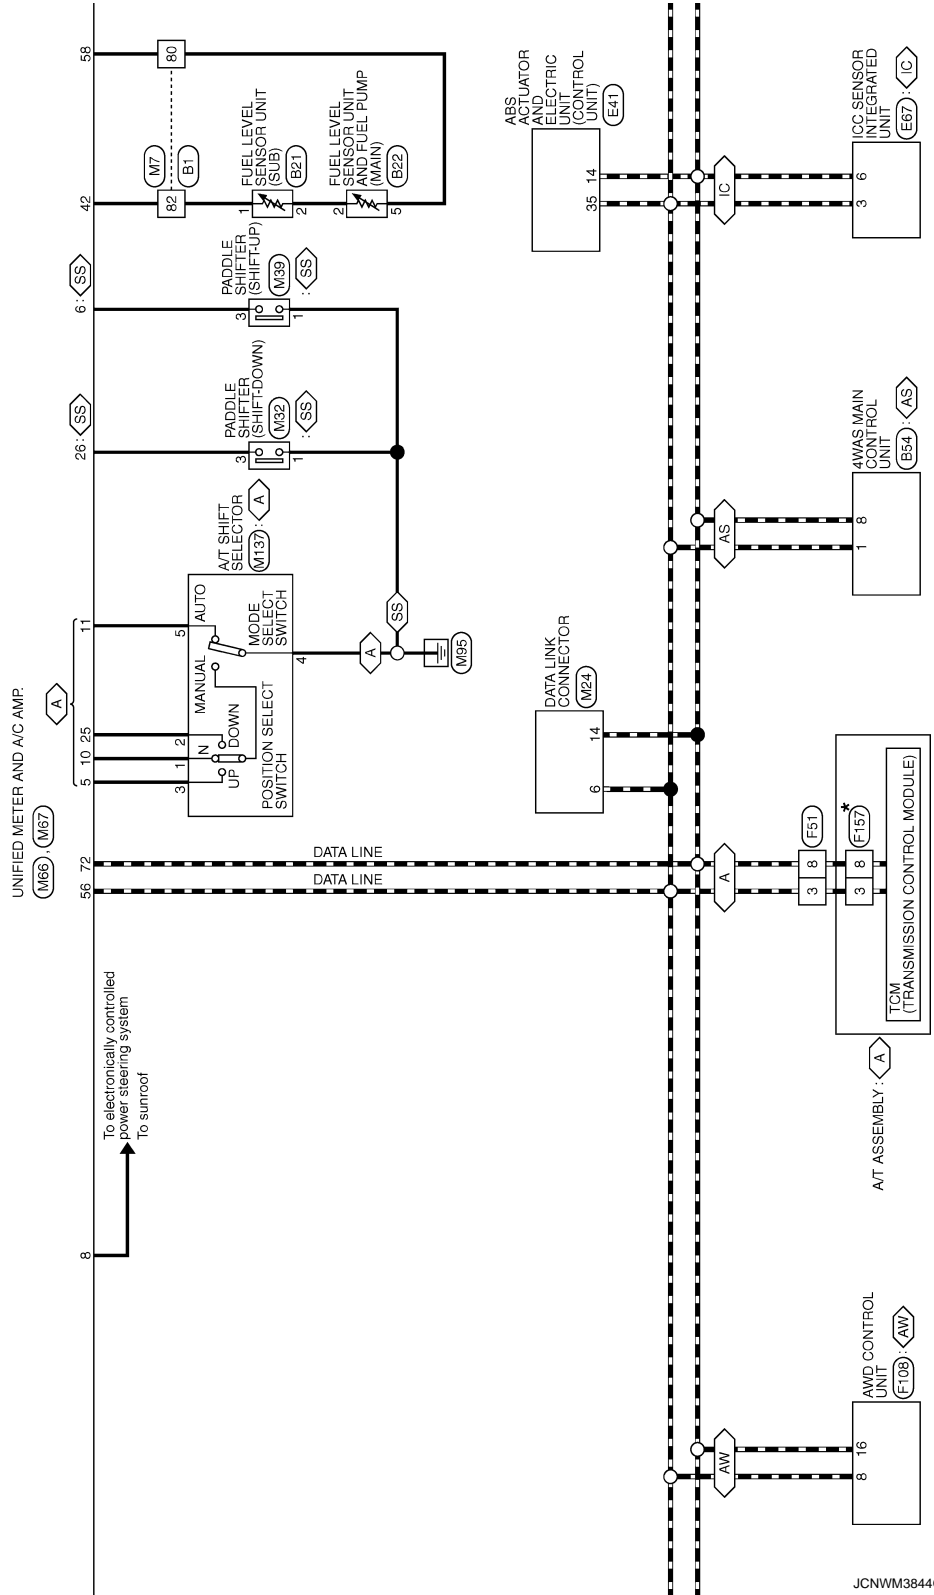 UNIFIED METER AND A/C AMP.
M66 , M67
8
To electronically controlled
power steering system
To sunroof
56
72
DATA LINE
DATA LINE
A
5
10
25
11
3
1
2
5
UP
N
DOWN
MANUAL
AUTO
POSITION SELECT
SWITCH
MODE
SELECT
SWITCH
4
A/T SHIFT
SELECTOR
M137 : A
A
SS
M95
26 : SS
3
1
PADDLE
SHIFTER
(SHIFT-DOWN)
M32
: SS
6 : SS
3
1
PADDLE
SHIFTER
(SHIFT-UP)
M39
: SS
42
58
82
80
M7
B1
1
2
FUEL LEVEL
SENSOR UNIT
(SUB)
B21
2
5
FUEL LEVEL
SENSOR UNIT
AND FUEL PUMP
(MAIN)
B22
DATA LINK
CONNECTOR
M24
6
14
ABS
ACTUATOR
AND
ELECTRIC
UNIT
(CONTROL
UNIT)
E41
35
14
AW
8
16
AWD CONTROL
UNIT
F108 : AW
A
3
8
F51
3
8
F157
*
TCM
(TRANSMISSION CONTROL MODULE)
A/T ASSEMBLY : A
AS
1
8
4WAS MAIN
CONTROL
UNIT
B54 : AS
IC
3
6
ICC SENSOR
INTEGRATED
UNIT
E67 : IC